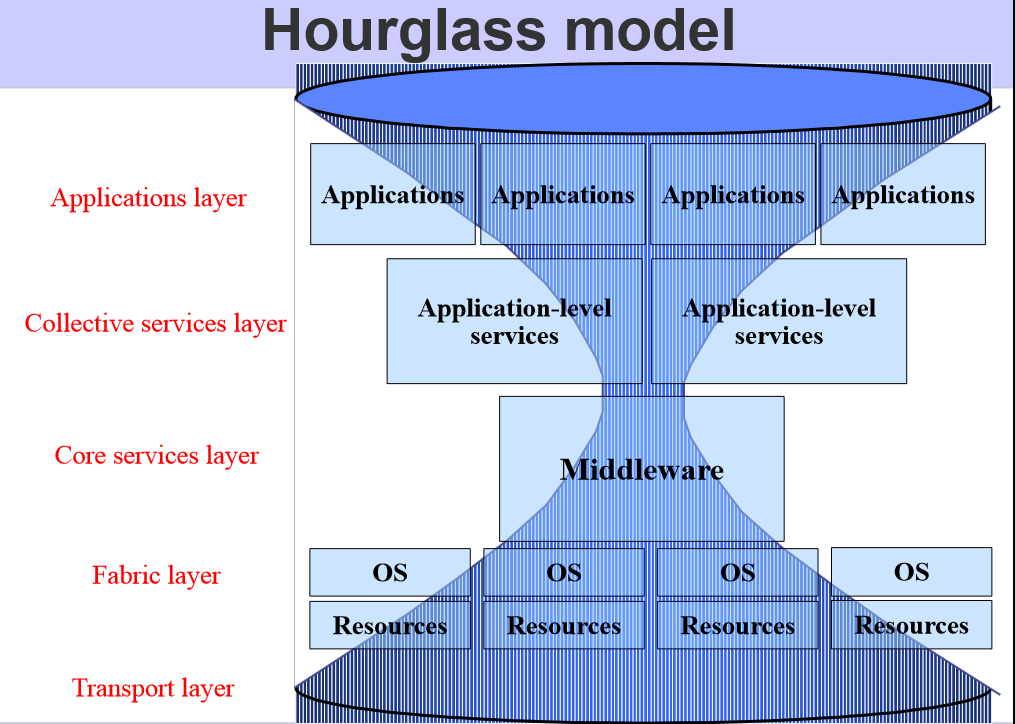 Hourglass model
Applications layer
Applications
Applications
Applications
Applications
Collective services layer
Application-level
services
Application-level
services
Core services layer
Middleware
Fabric layer
OS
OS
OS
OS
Resources
Resources
Resources
Resources
Transport layer